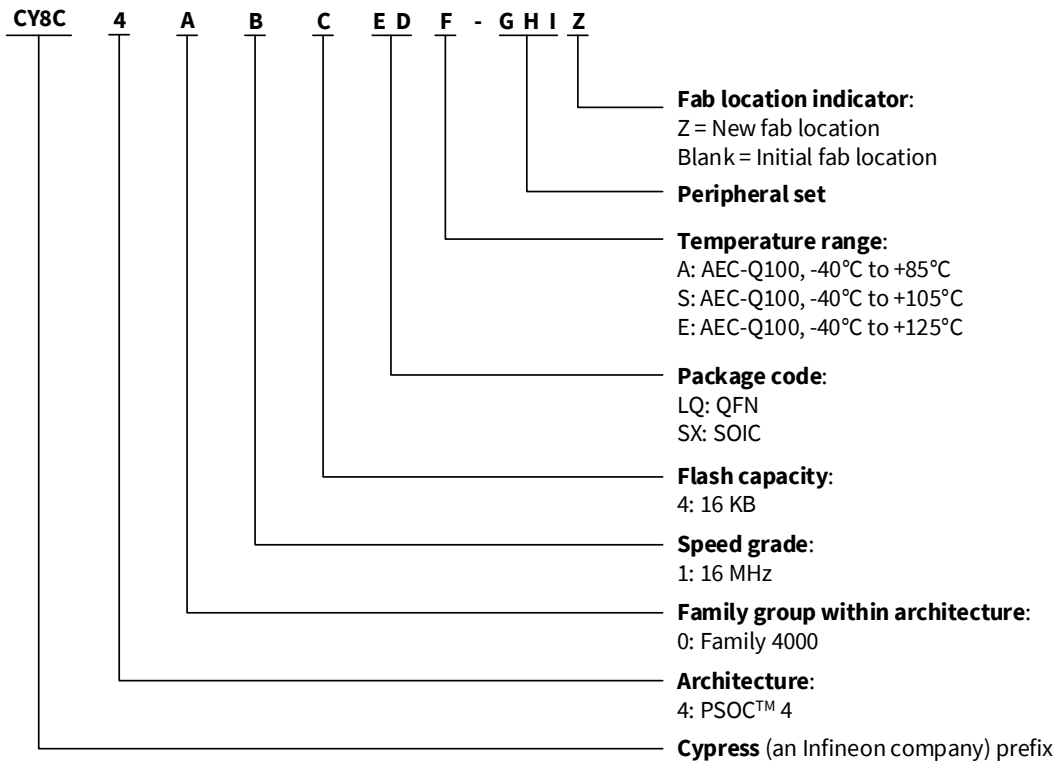 CY8C 4 A B C E D F - G H I Z
Fab location indicator:
Z = New fab location
Blank = Initial fab location
Peripheral set
Temperature range:
A: AEC-Q100, -40°C to +85°C
S: AEC-Q100, -40°C to +105°C
E: AEC-Q100, -40°C to +125°C
Package code:
LQ: QFN
SX: SOIC
Flash capacity:
4: 16 KB
Speed grade:
1: 16 MHz
Family group within architecture:
0: Family 4000
Architecture:
4: PSOC™ 4
Cypress (an Infineon company) prefix